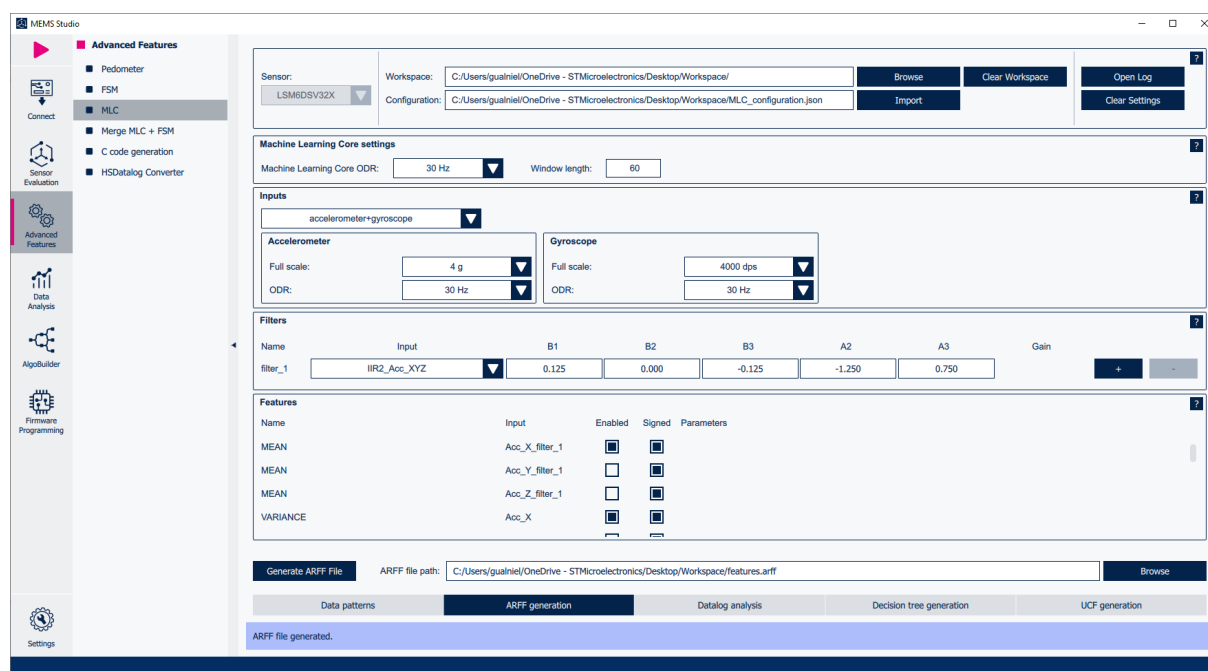 MEMS Studio
Connect
Sensor
Evaluation
Advanced
Features
Data
Analysis
AlgoBuilder
Firmware
Programming
Settings
Advanced Features
Pedometer
FSM
MLC
Merge MLC + FSM
C code generation
HSDatalog Converter
?
Sensor:
LSM6DSV32X
Workspace: C:/Users/gualniel/OneDrive - STMicroelectronics/Desktop/Workspace/ Browse Clear Workspace Open Log
Configuration: C:/Users/gualniel/OneDrive - STMicroelectronics/Desktop/Workspace/MLC_configuration.json Import Clear Settings
Machine Learning Core settings ?
Machine Learning Core ODR: 30 Hz Window length: 60
Inputs ?
accelerometer+gyroscope
Accelerometer
Full scale: 4 g
ODR: 30 Hz
Gyroscope
Full scale: 4000 dps
ODR: 30 Hz
Filters ?
Name Input B1 B2 B3 A2 A3 Gain
filter_1 IIR2_Acc_XYZ 0.125 0.000 -0.125 -1.250 0.750 + -
Features ?
Name Input Enabled Signed Parameters
MEAN Acc_X_filter_1
MEAN Acc_Y_filter_1
MEAN Acc_Z_filter_1
VARIANCE Acc_X
Generate ARFF File ARFF file path: C:/Users/gualniel/OneDrive - STMicroelectronics/Desktop/Workspace/features.arff Browse
Data patterns ARFF generation Datalog analysis Decision tree generation UCF generation
ARFF file generated.